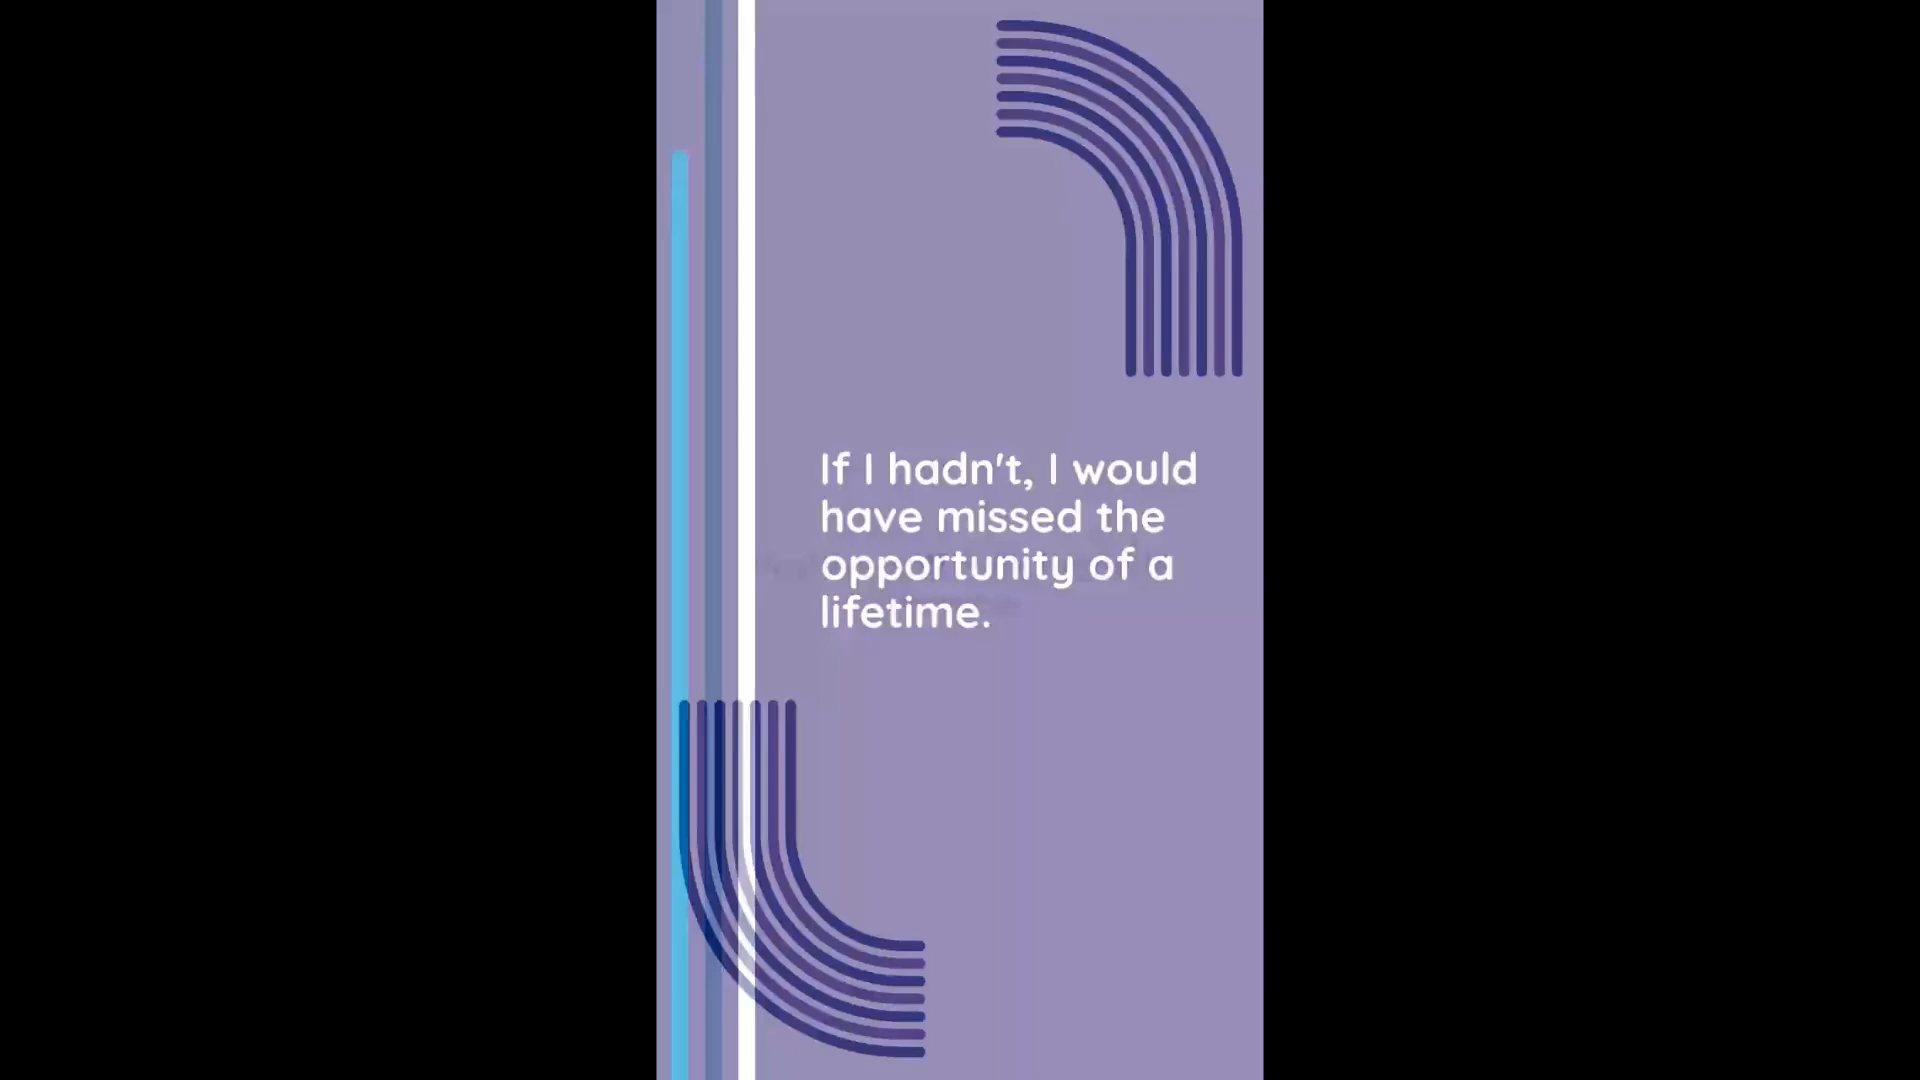 If I hadn't, I would
have missed the
opportunity of a
lifetime.